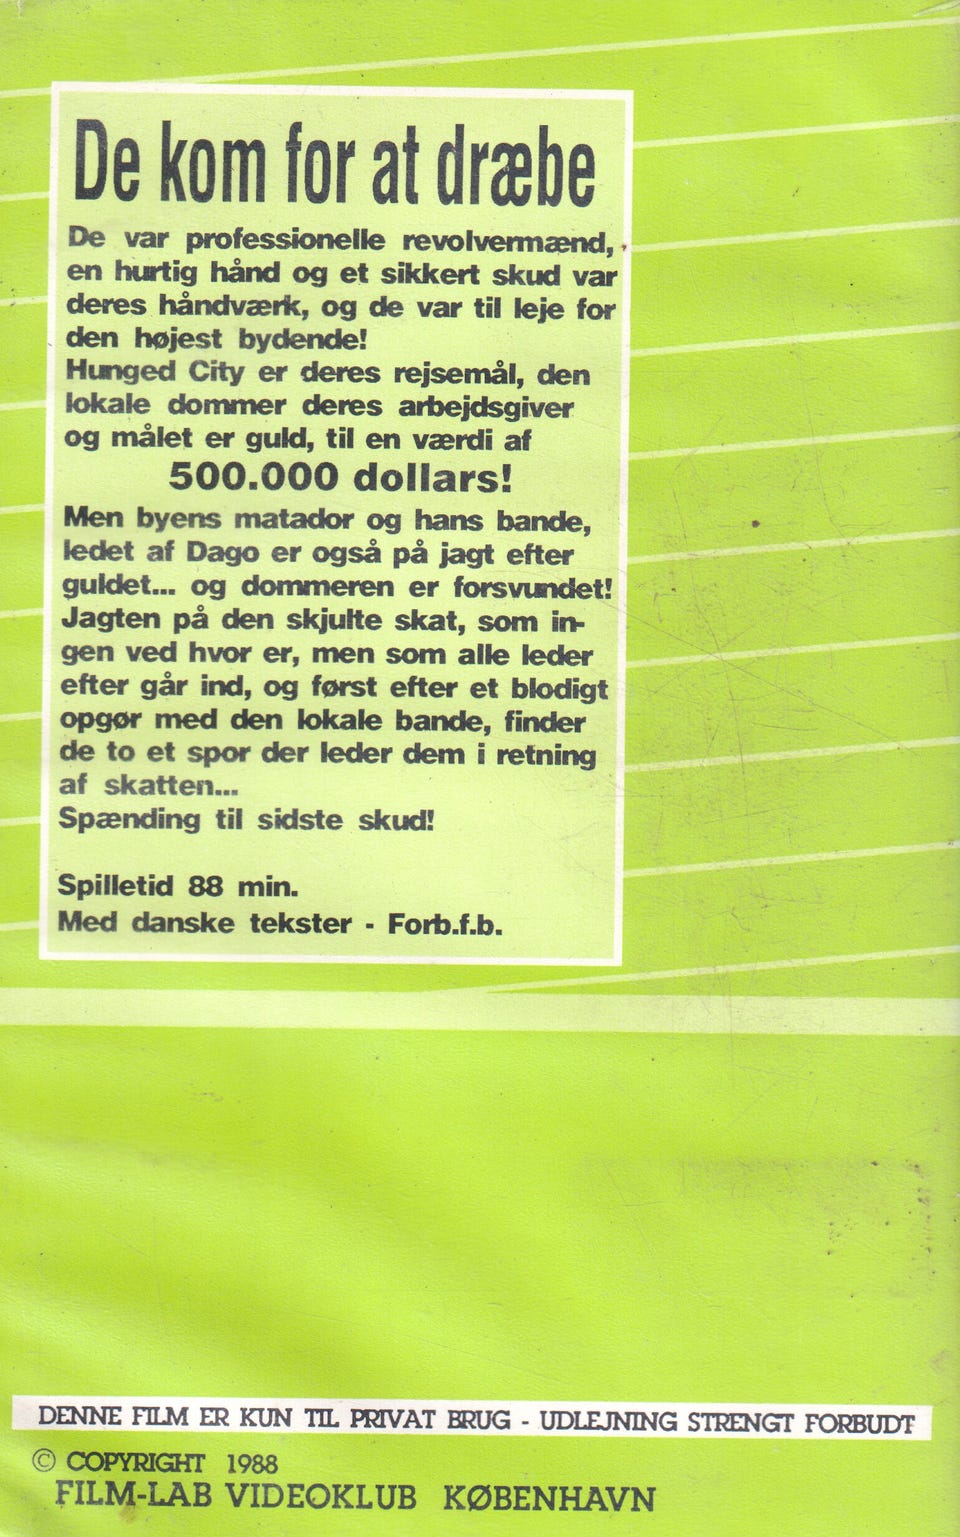 De kom for at dræbe
De var professionelle revolvermænd,
en hurtig hånd og et sikkert skud var
deres håndværk, og de var til leje for
den højest bydende!
Hunged City er deres rejsemål, den
lokale dommer deres arbejdsgiver
og målet er guld, til en værdi af
500.000 dollars!
Men byens matador og hans bande,
ledet af Dago er også på jagt efter
guldet... og dommeren er forsvundet!
Jagten på den skjulte skat, som in-
gen ved hvor er, men som alle leder
efter går ind, og først efter et blodigt
opgør med den lokale bande, finder
de to et spor der leder dem i retning
af skatten...
Spænding til sidste skud!
Spilletid 88 min.
Med danske tekster - Forb.f.b.
DENNE FILM ER KUN TIL PRIVAT BRUG - UDLEJNING STRENGT FORBUDT
© COPYRIGHT 1988
FILM-LAB VIDEOKLUB KØBENHAVN